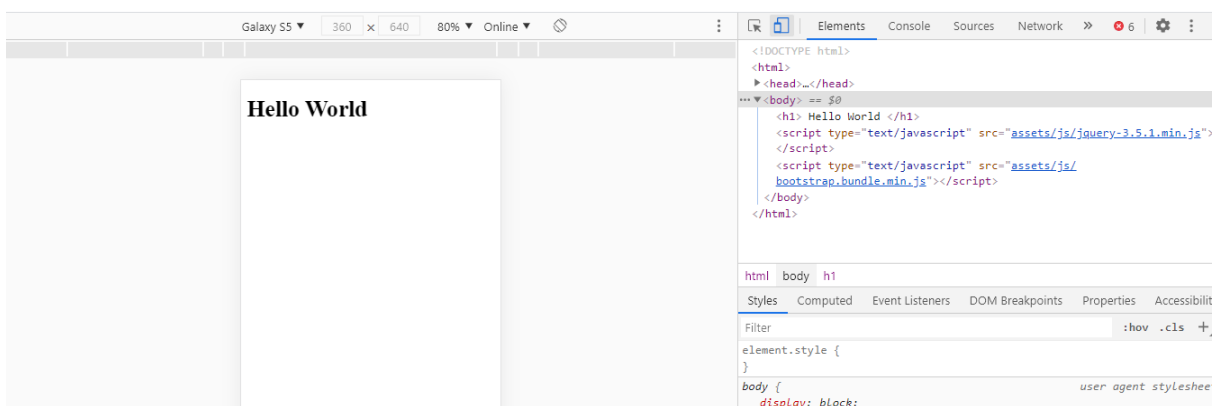 Galaxy S5 ▼ 360 x 640 80% ▼ Online ▼
Elements Console Sources Network » 6
Hello World
<!DOCTYPE html>
<html>
<head>…</head>
<body> == $0
<h1> Hello World </h1>
<script type="text/javascript" src="assets/js/jquery-3.5.1.min.js">
</script>
<script type="text/javascript" src="assets/js/
bootstrap.bundle.min.js"></script>
</body>
</html>
html body h1
Styles Computed Event Listeners DOM Breakpoints Properties Accessibilit
Filter :hov .cls +
element.style {
}
body { user agent styleshee
display: block;